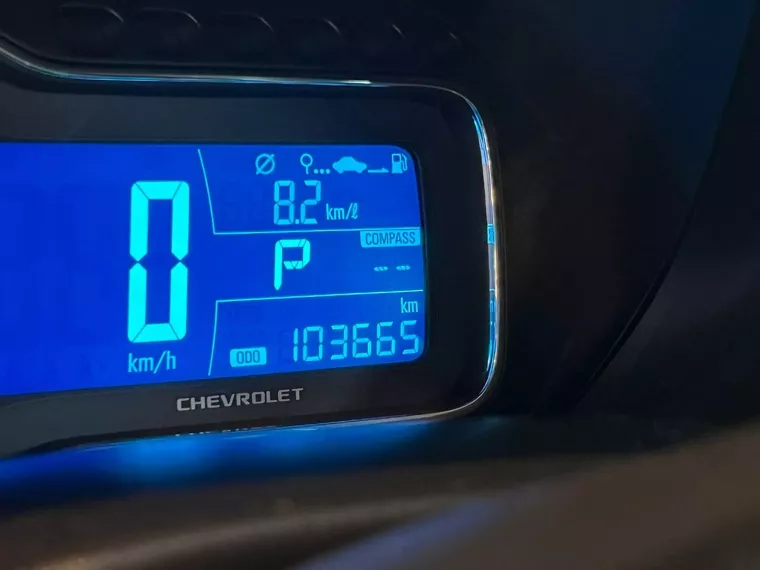 Ø
8.2 km/ℓ
COMPASS
P --
0
km
km/h
ODO 103665
CHEVROLET